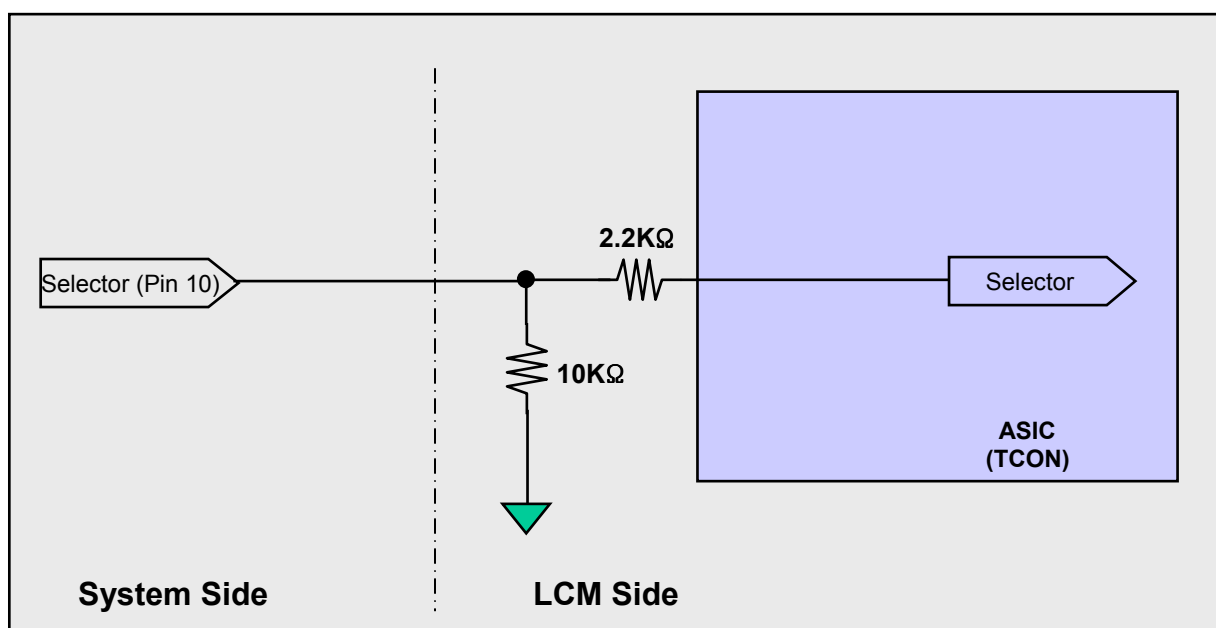 2.2KΩ
Selector (Pin 10)
Selector
10KΩ
ASIC
(TCON)
System Side
LCM Side